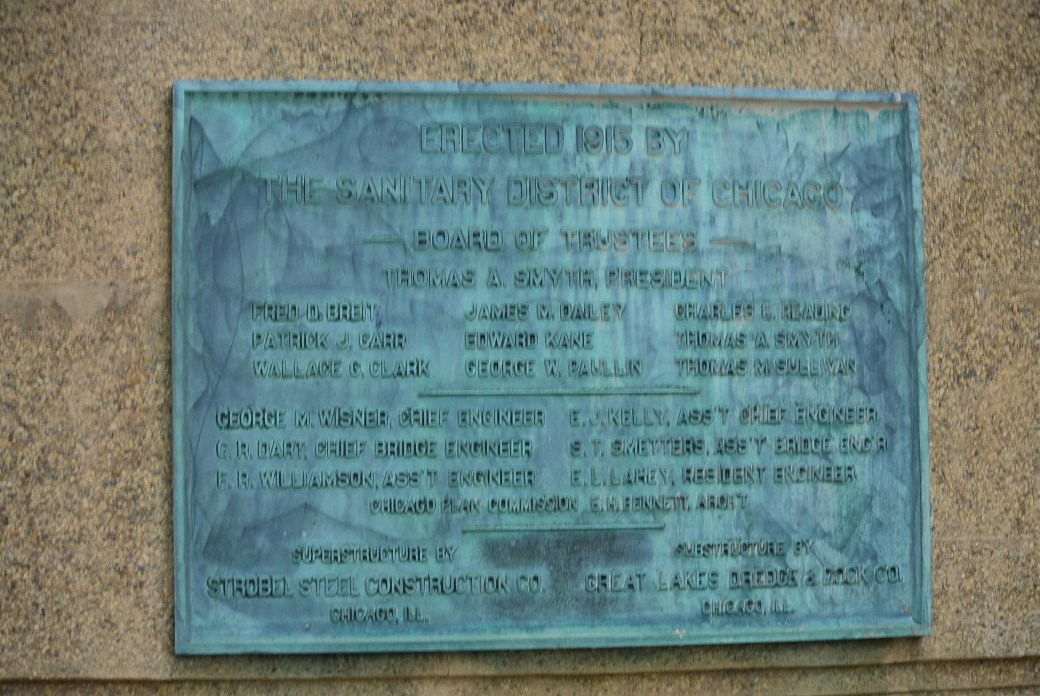 ERECTED 1915 BY
THE SANITARY DISTRICT OF CHICAGO
BOARD OF TRUSTEES
THOMAS A. SMYTH, PRESIDENT
FRED D. BREIT JAMES M. DAILEY CHARLES E. READING
PATRICK J. CARR EDWARD KANE THOMAS A. SMYTH
WALLACE G. CLARK GEORGE W. PAULLIN THOMAS M. SULLIVAN
GEORGE M. WISNER, CHIEF ENGINEER E. J. KELLY, ASS'T CHIEF ENGINEER
C. R. DART, CHIEF BRIDGE ENGINEER S. T. SMETTERS, ASS'T BRIDGE ENG'R
F. R. WILLIAMSON, ASS'T ENGINEER E. L. LAHEY, RESIDENT ENGINEER
CHICAGO PLAN COMMISSION E. H. BENNETT, ARCH'T
SUPERSTRUCTURE BY SUBSTRUCTURE BY
STROBEL STEEL CONSTRUCTION CO. GREAT LAKES DREDGE & DOCK CO.
CHICAGO, ILL. CHICAGO, ILL.